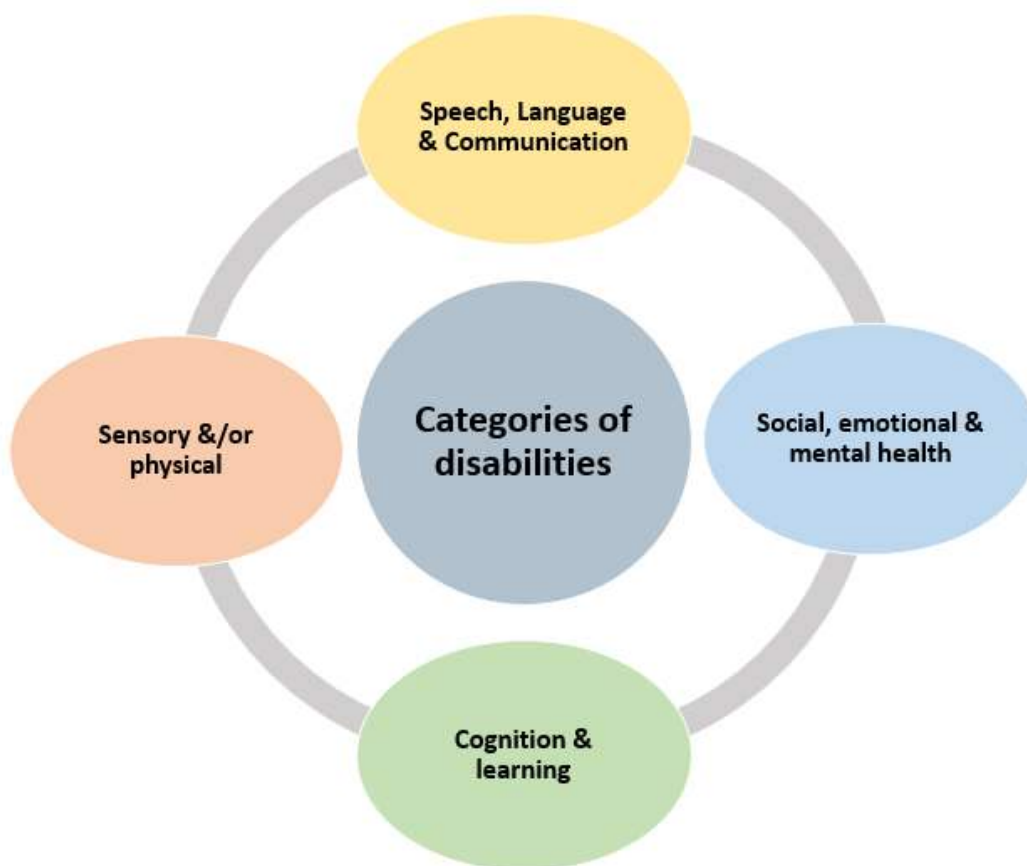 Speech, Language
& Communication
Sensory &/or
physical
Categories of
disabilities
Social, emotional &
mental health
Cognition &
learning